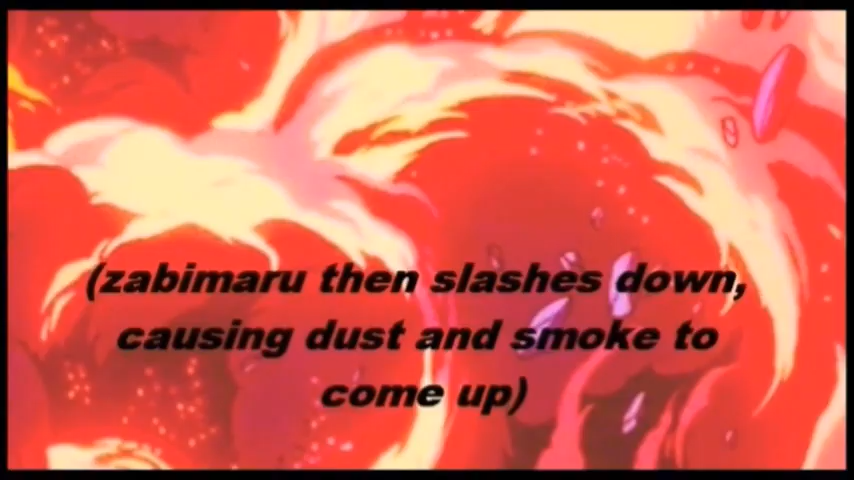 (zabimaru then slashes down,
causing dust and smoke to
come up)